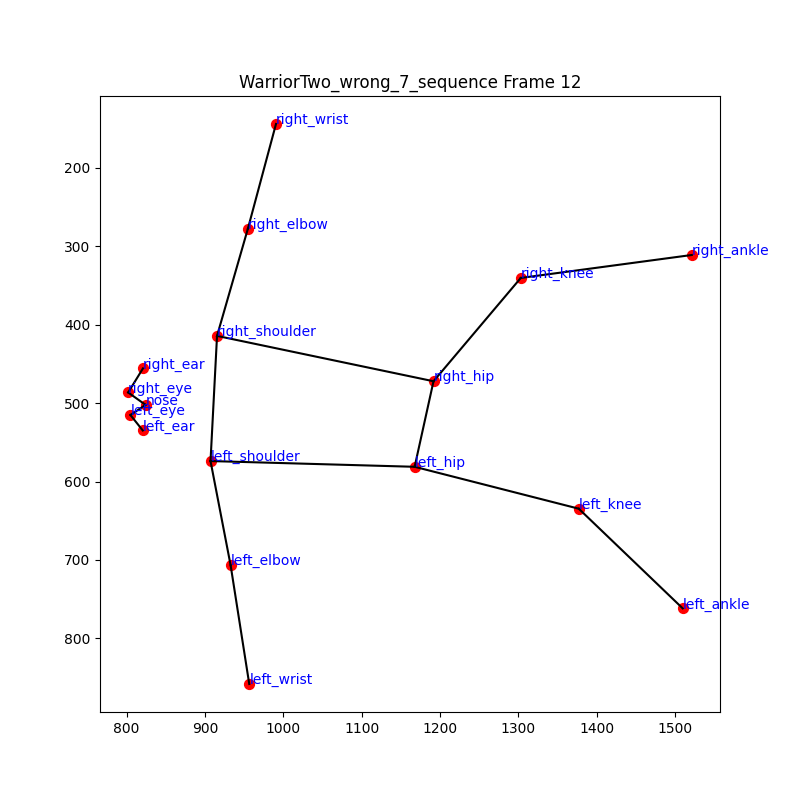 WarriorTwo_wrong_7_sequence Frame 12
right_wrist
right_elbow
right_ankle
right_knee
right_shoulder
right_ear
right_hip
right_eye
nose
left_eye
left_ear
left_shoulder
left_hip
left_knee
left_elbow
left_ankle
left_wrist
200
300
400
500
600
700
800
800 900 1000 1100 1200 1300 1400 1500